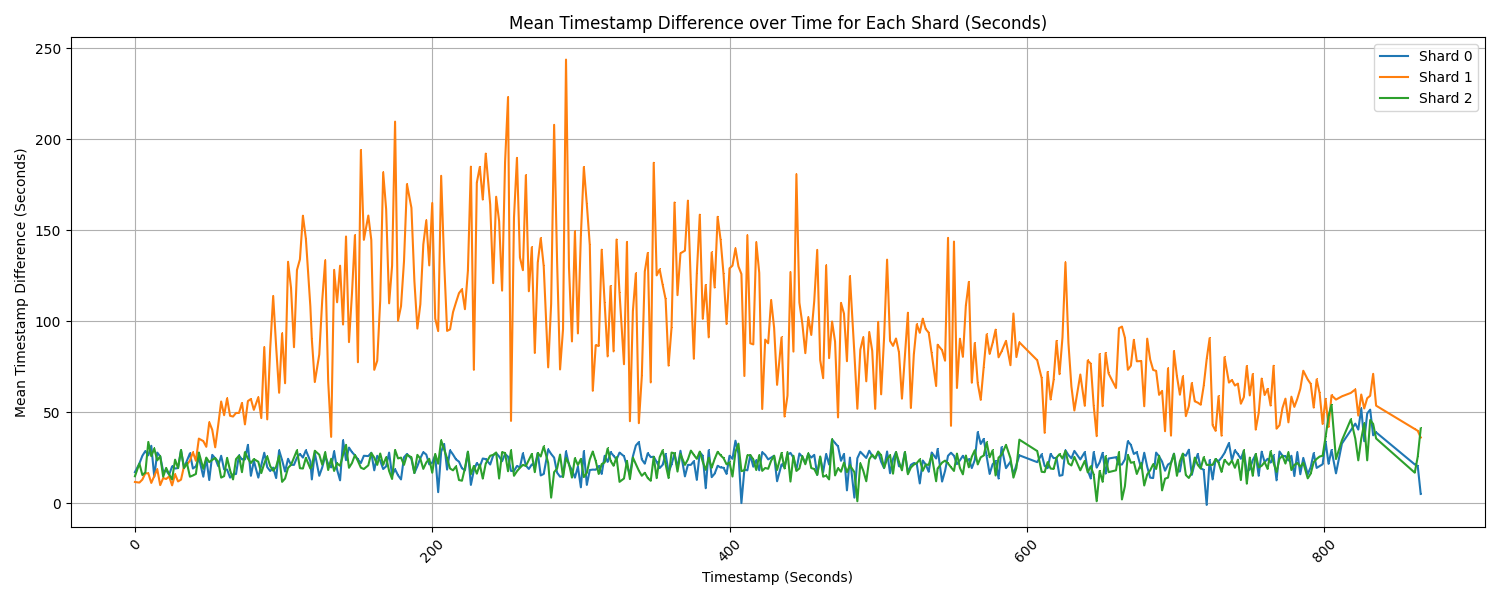 Mean Timestamp Difference over Time for Each Shard (Seconds)
250
200
150
100
50
0
Mean Timestamp Difference (Seconds)
Shard 0
Shard 1
Shard 2
0
200
400
600
800
Timestamp (Seconds)